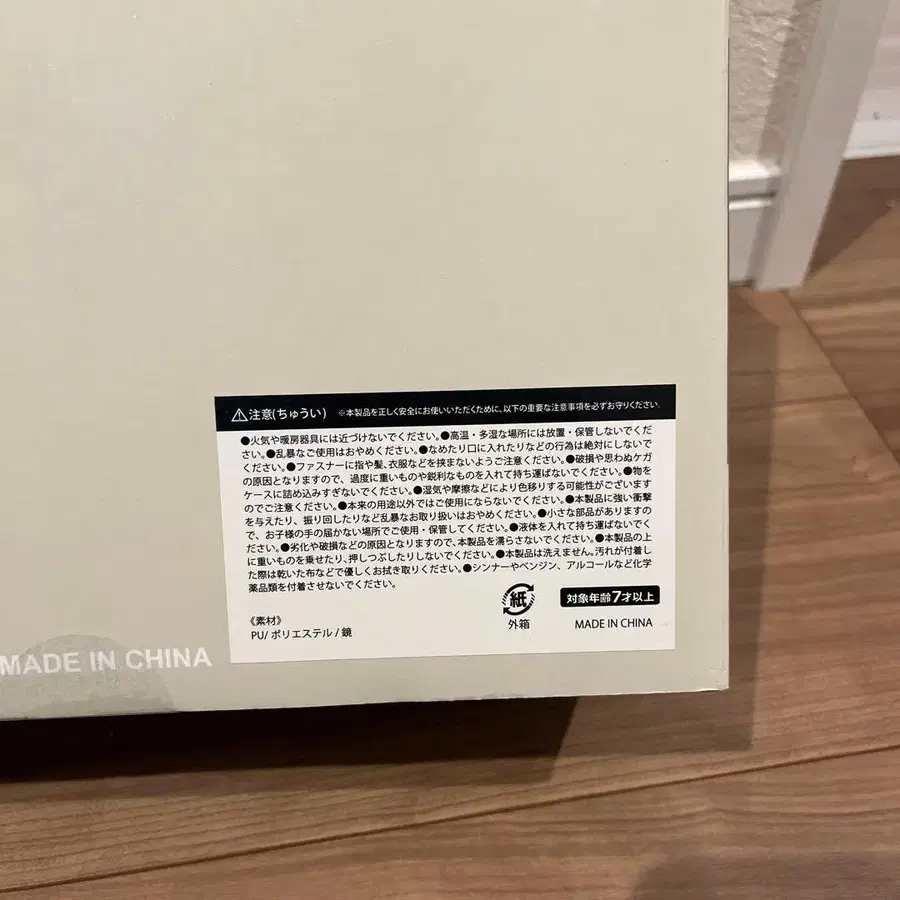 ⚠注意(ちゅうい) ※本製品を正しく安全にお使いいただくために、以下の重要な注意事項を必ずお守りください。
●火気や暖房器具には近づけないでください。●高温・多湿な場所には放置・保管しないでくだ
さい。●乱暴なご使用はおやめください。●なめたり口に入れたりなどの行為は絶対にしないで
ください。●ファスナーに指や髪、衣服などを挟まないようご注意ください。●破損や思わぬケガ
の原因となりますので、過度に重いものや鋭利なものを入れて持ち運ばないでください。●物を
ケースに詰め込みすぎないでください。●湿気や摩擦などにより色移りする可能性がございます
のでご注意ください。●本来の用途以外ではご使用にならないでください。●本製品に強い衝撃
を与えたり、振り回したりなど乱暴なお取り扱いはおやめください。●小さな部品がありますの
で、お子様の手の届かない場所でご使用・保管してください。●液体を入れて持ち運ばないでく
ださい。●劣化や破損などの原因となりますので、本製品を濡らさないでください。●本製品の上
に重いものを乗せたり、押しつぶしたりしないでください。●本製品は洗えません。汚れが付着し
た際は乾いた布などで優しくお拭き取りください。●シンナーやベンジン、アルコールなど化学
薬品類を付着させないでください。
《素材》
PU/ポリエステル/鏡
紙
外箱
対象年齢7才以上
MADE IN CHINA
MADE IN CHINA